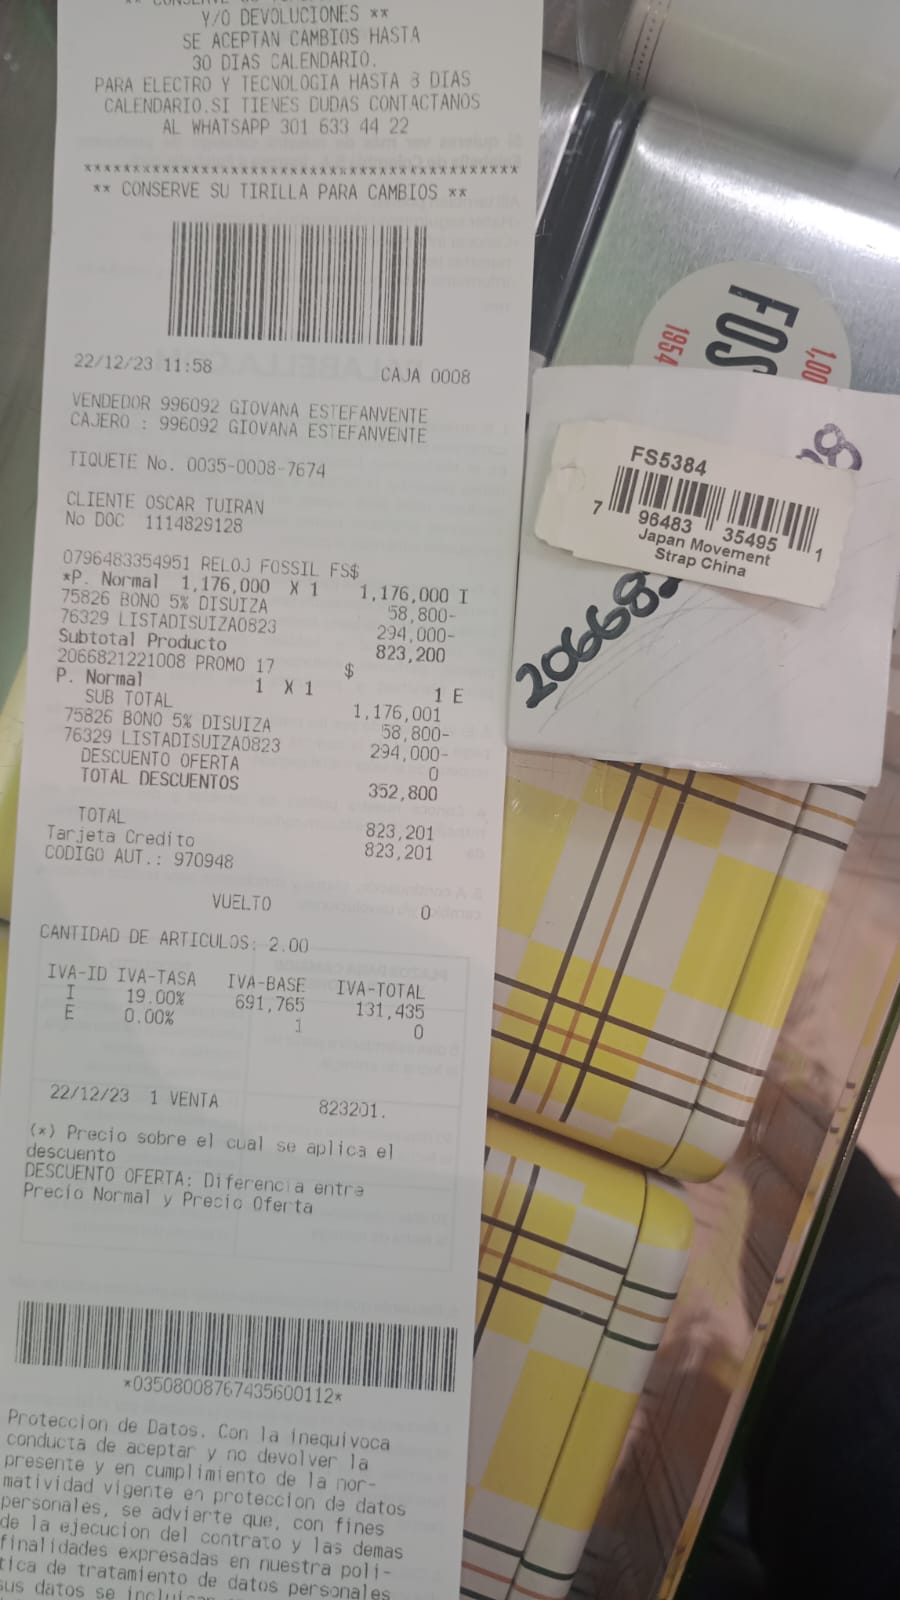 Y/O DEVOLUCIONES **
SE ACEPTAN CAMBIOS HASTA
30 DIAS CALENDARIO.
PARA ELECTRO Y TECNOLOGIA HASTA 8 DIAS
CALENDARIO.SI TIENES DUDAS CONTACTANOS
AL WHATSAPP 301 633 44 22
******************************************
** CONSERVE SU TIRILLA PARA CAMBIOS **
22/12/23 11:58 CAJA 0008
VENDEDOR 996092 GIOVANA ESTEFANVENTE
CAJERO : 996092 GIOVANA ESTEFANVENTE
TIQUETE No. 0035-0008-7674
CLIENTE OSCAR TUIRAN
No DOC 1114829128
0796483354951 RELOJ FOSSIL FS$
*P. Normal 1,176,000 X 1 1,176,000 I
75826 BONO 5% DISUIZA 58,800-
76329 LISTADISUIZA0823 294,000-
Subtotal Producto 823,200
2066821221008 PROMO 17 $
P. Normal 1 X 1 1 E
SUB TOTAL 1,176,001
75826 BONO 5% DISUIZA 58,800-
76329 LISTADISUIZA0823 294,000-
DESCUENTO OFERTA 0
TOTAL DESCUENTOS 352,800
TOTAL 823,201
Tarjeta Credito 823,201
CODIGO AUT.: 970948
VUELTO 0
CANTIDAD DE ARTICULOS: 2.00
IVA-ID IVA-TASA IVA-BASE IVA-TOTAL
I 19.00% 691,765 131,435
E 0.00% 1 0
22/12/23 1 VENTA 823201.
(*) Precio sobre el cual se aplica el
descuento
DESCUENTO OFERTA: Diferencia entre
Precio Normal y Precio Oferta
*03508008767435600112*
Proteccion de Datos. Con la inequivoca
conducta de aceptar y no devolver la
presente y en cumplimiento de la nor-
matividad vigente en proteccion de datos
personales, se advierte que, con fines
de la ejecucion del contrato y las demas
finalidades expresadas en nuestra poli-
tica de tratamiento de datos personales
sus datos se
FOS
1954
1,00
FS5384
7 96483 35495 1
Japan Movement
Strap China